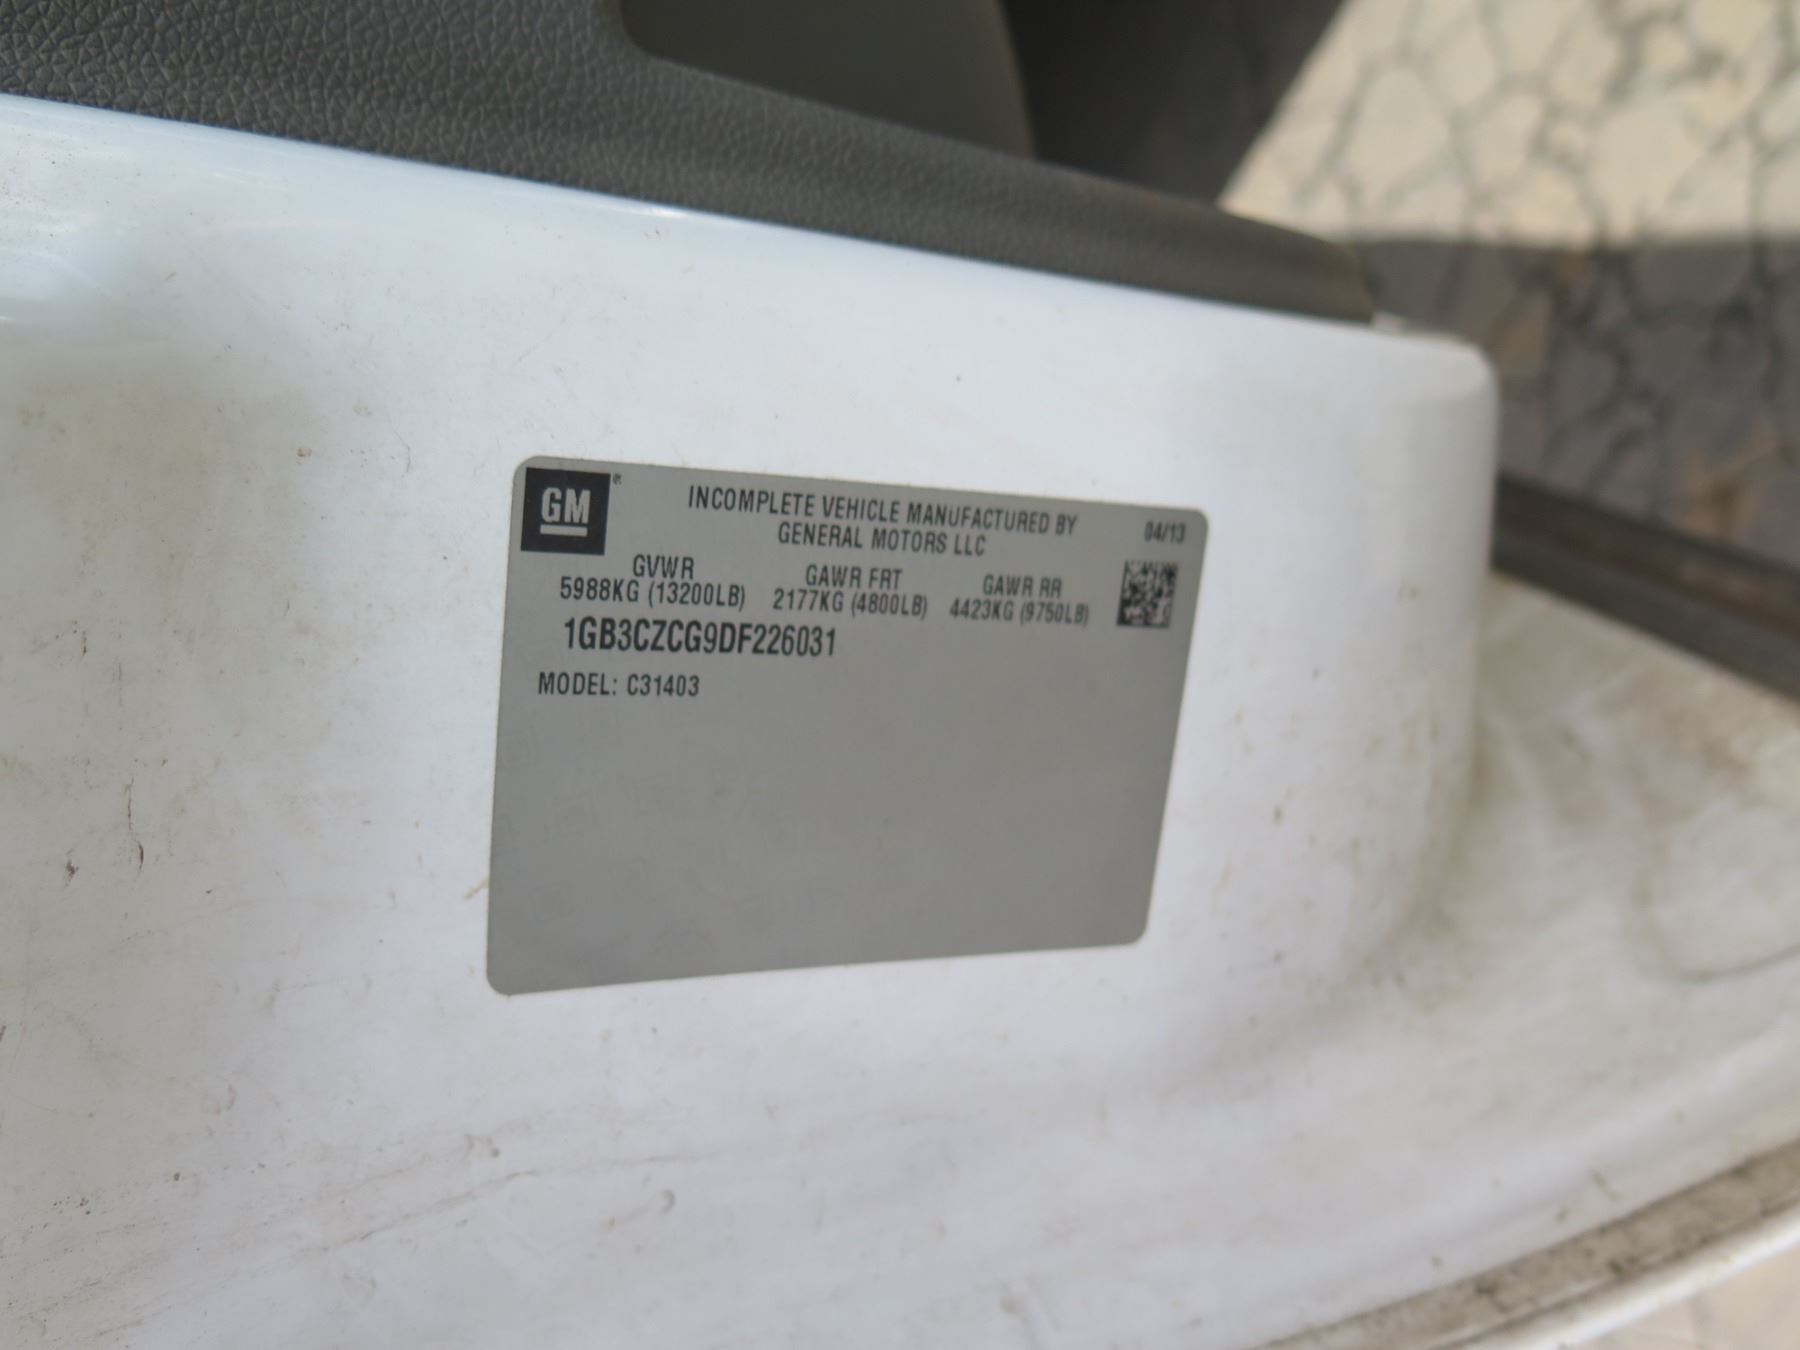 GM
INCOMPLETE VEHICLE MANUFACTURED BY
GENERAL MOTORS LLC
04/13
GVWR GAWR FRT GAWR RR
5988KG (13200LB) 2177KG (4800LB) 4423KG (9750LB)
1GB3CZCG9DF226031
MODEL: C31403